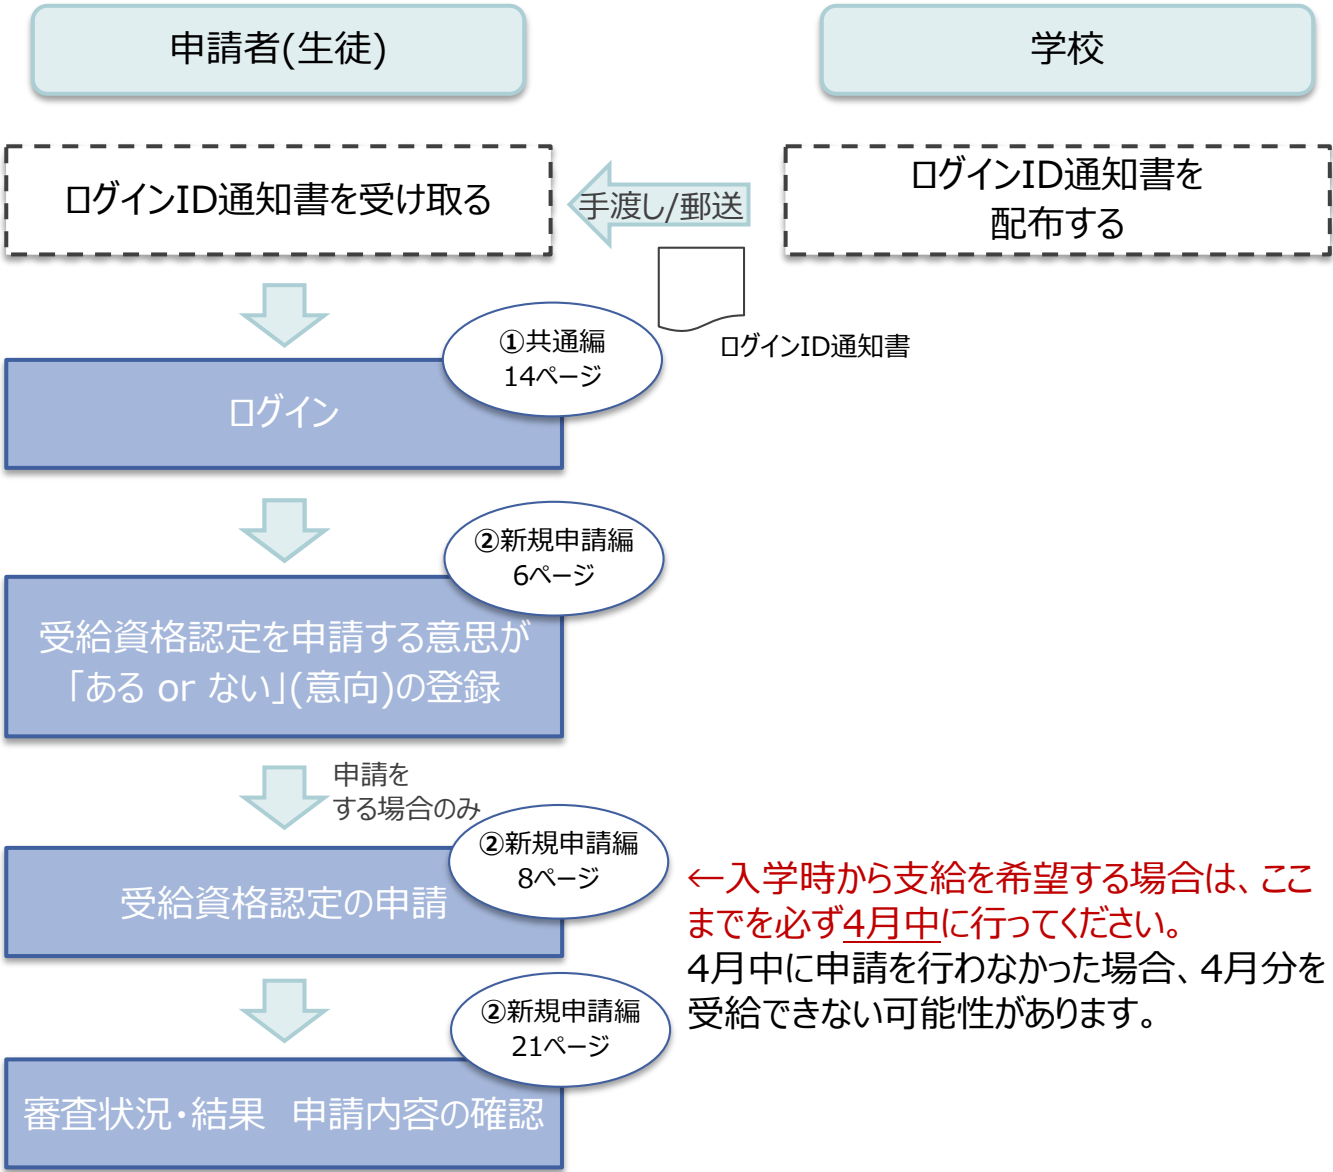 申請者(生徒)
学校
ログインID通知書を受け取る
手渡し/郵送
ログインID通知書を
配布する
ログインID通知書
①共通編
14ページ
ログイン
②新規申請編
6ページ
受給資格認定を申請する意思が
「ある or ない」(意向)の登録
申請を
する場合のみ
②新規申請編
8ページ
受給資格認定の申請
←入学時から支給を希望する場合は、ここ
までを必ず4月中に行ってください。
4月中に申請を行わなかった場合、4月分を
受給できない可能性があります。
②新規申請編
21ページ
審査状況・結果　申請内容の確認